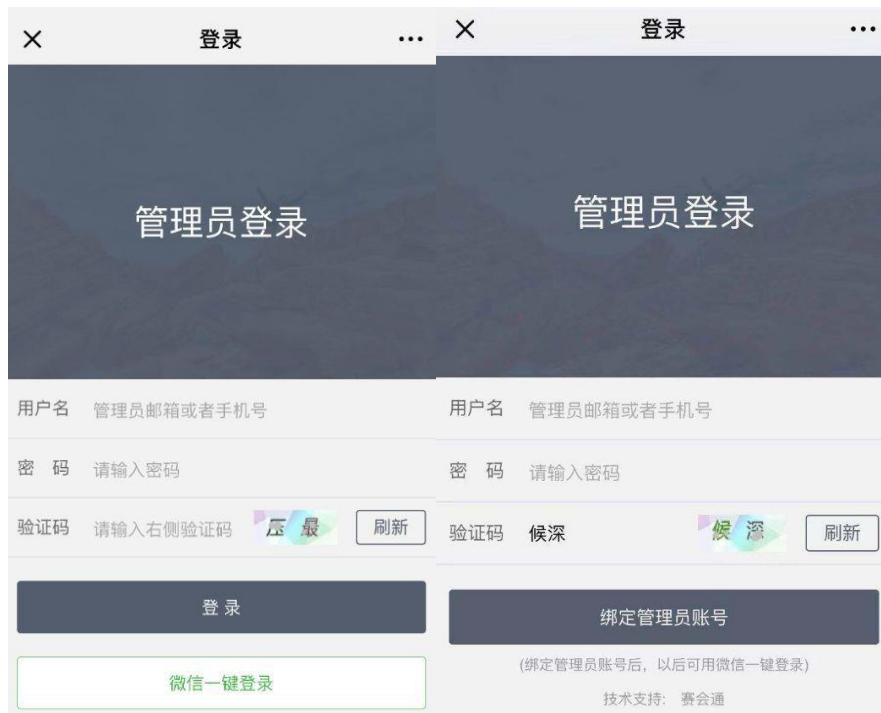 登录
管理员登录
用户名 管理员邮箱或者手机号
密 码 请输入密码
验证码 请输入右侧验证码 压 最 刷新
登 录
微信一键登录
登录
管理员登录
用户名 管理员邮箱或者手机号
密 码 请输入密码
验证码 候深 候 深 刷新
绑定管理员账号
(绑定管理员账号后，以后可用微信一键登录)
技术支持: 赛会通